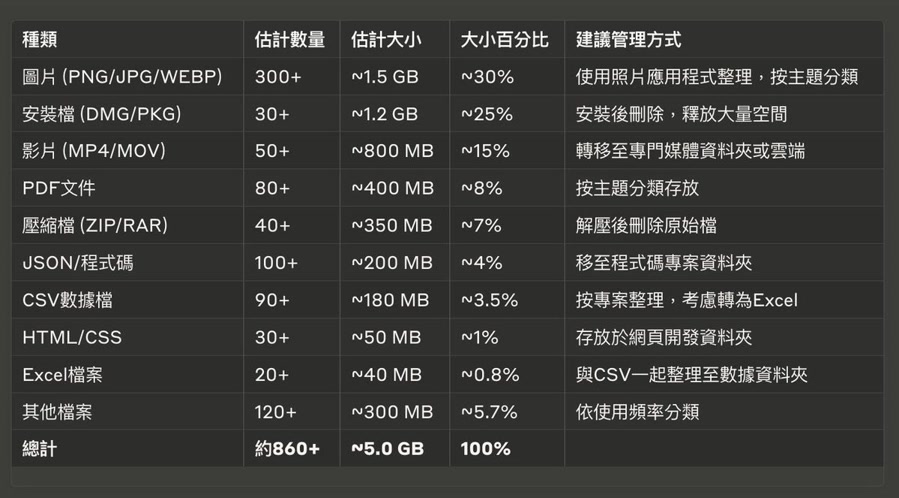 種類 估計數量 估計大小 大小百分比 建議管理方式
圖片 (PNG/JPG/WEBP) 300+ ~1.5 GB ~30% 使用照片應用程式整理，按主題分類
安裝檔 (DMG/PKG) 30+ ~1.2 GB ~25% 安裝後刪除，釋放大量空間
影片 (MP4/MOV) 50+ ~800 MB ~15% 轉移至專門媒體資料夾或雲端
PDF文件 80+ ~400 MB ~8% 按主題分類存放
壓縮檔 (ZIP/RAR) 40+ ~350 MB ~7% 解壓後刪除原始檔
JSON/程式碼 100+ ~200 MB ~4% 移至程式碼專案資料夾
CSV數據檔 90+ ~180 MB ~3.5% 按專案整理，考慮轉為Excel
HTML/CSS 30+ ~50 MB ~1% 存放於網頁開發資料夾
Excel檔案 20+ ~40 MB ~0.8% 與CSV一起整理至數據資料夾
其他檔案 120+ ~300 MB ~5.7% 依使用頻率分類
總計 約860+ ~5.0 GB 100%